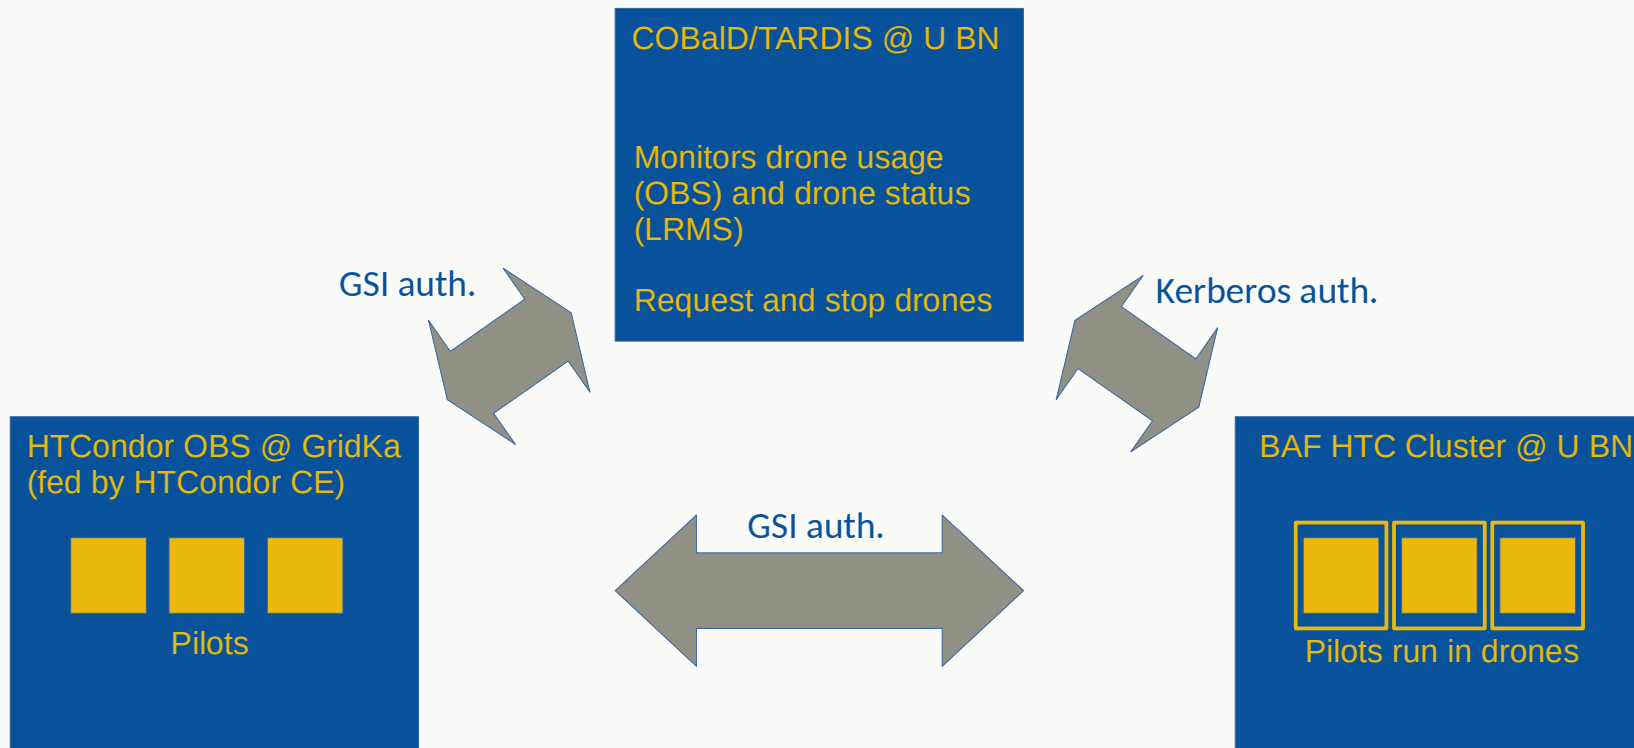 COBalD/TARDIS @ U BN
Monitors drone usage
(OBS) and drone status
(LRMS)
Request and stop drones
GSI auth.
Kerberos auth.
HTCondor OBS @ GridKa
(fed by HTCondor CE)
Pilots
GSI auth.
BAF HTC Cluster @ U BN
Pilots run in drones